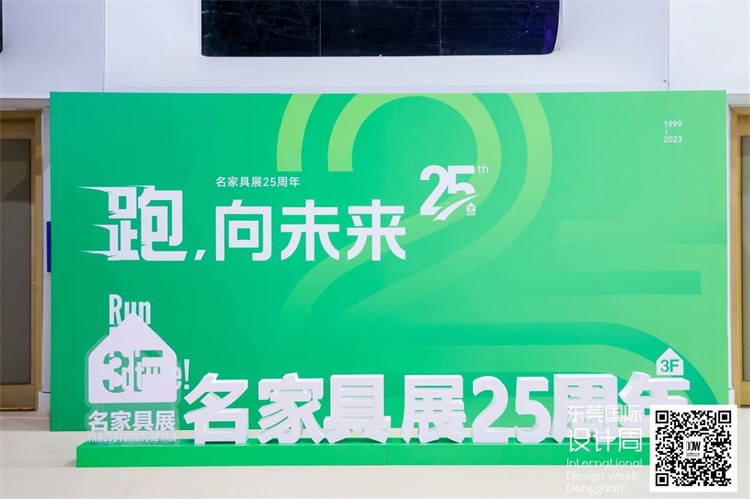 1999
-
2023
名家具展25周年
25th
跑,向未来
Run
3F
3F
名家具展
FAMOUS FURNITURE FAIR
名家具展25周年
东莞国际
设计周
International
Design week
Dongguan